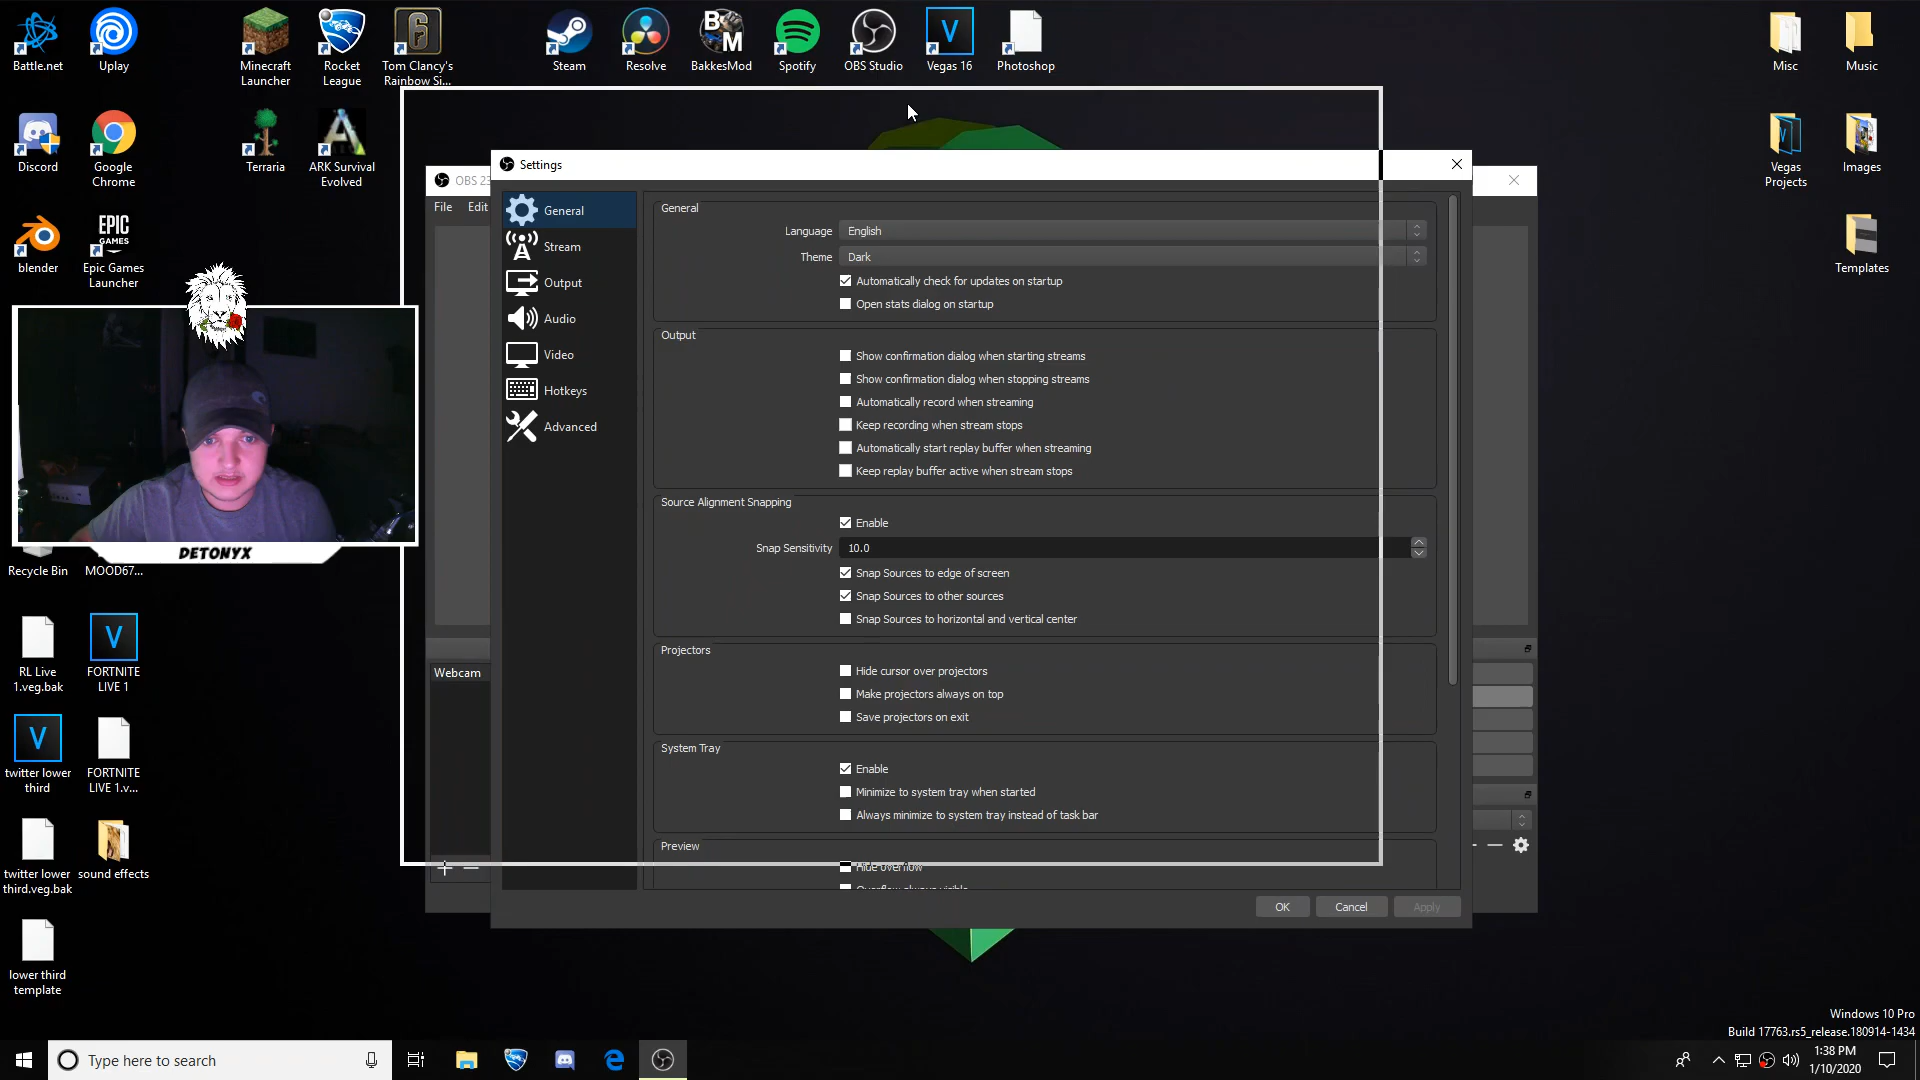 Battle.net
Uplay
Minecraft
Launcher
Rocket
League
Tom Clancy's
Rainbow Si...
Steam
Resolve
BakkesMod
Spotify
OBS Studio
Vegas 16
Photoshop
Misc
Music
Discord
Google
Chrome
Terraria
ARK Survival
Evolved
Vegas
Projects
Images
blender
EPIC
GAMES
Epic Games
Launcher
Templates
DETONYX
Recycle Bin
MOOD67...
RL Live
1.veg.bak
FORTNITE
LIVE 1
twitter lower
third
FORTNITE
LIVE 1.v...
twitter lower
third.veg.bak
sound effects
lower third
template
OBS 23
File
Edit
Webcam
Settings
General
Stream
Output
Audio
Video
Hotkeys
Advanced
General
Language
English
Theme
Dark
Automatically check for updates on startup
Open stats dialog on startup
Output
Show confirmation dialog when starting streams
Show confirmation dialog when stopping streams
Automatically record when streaming
Keep recording when stream stops
Automatically start replay buffer when streaming
Keep replay buffer active when stream stops
Source Alignment Snapping
Enable
Snap Sensitivity
10.0
Snap Sources to edge of screen
Snap Sources to other sources
Snap Sources to horizontal and vertical center
Projectors
Hide cursor over projectors
Make projectors always on top
Save projectors on exit
System Tray
Enable
Minimize to system tray when started
Always minimize to system tray instead of task bar
Preview
Hide overflow
Overflow always visible
OK
Cancel
Apply
Windows 10 Pro
Build 17763.rs5_release.180914-1434
Type here to search
1:38 PM
1/10/2020